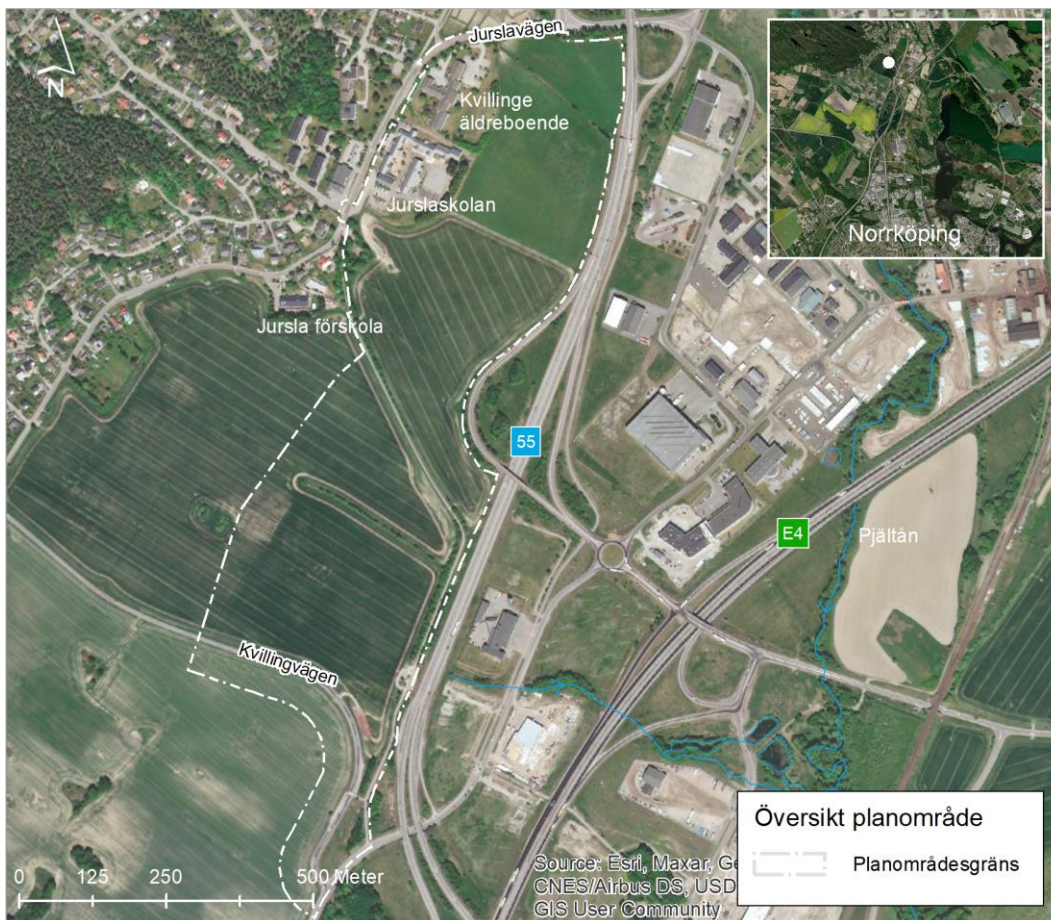 Jurslavägen
N
Kvillinge
äldreboende
Jurslaskolan
Norrköping
Jursla förskola
55
E4
Pjältån
Kvillingvägen
Översikt planområde
Planområdesgräns
0 125 250 500 Meter
Source: Esri, Maxar,
CNES/Airbus DS,
GIS User Community